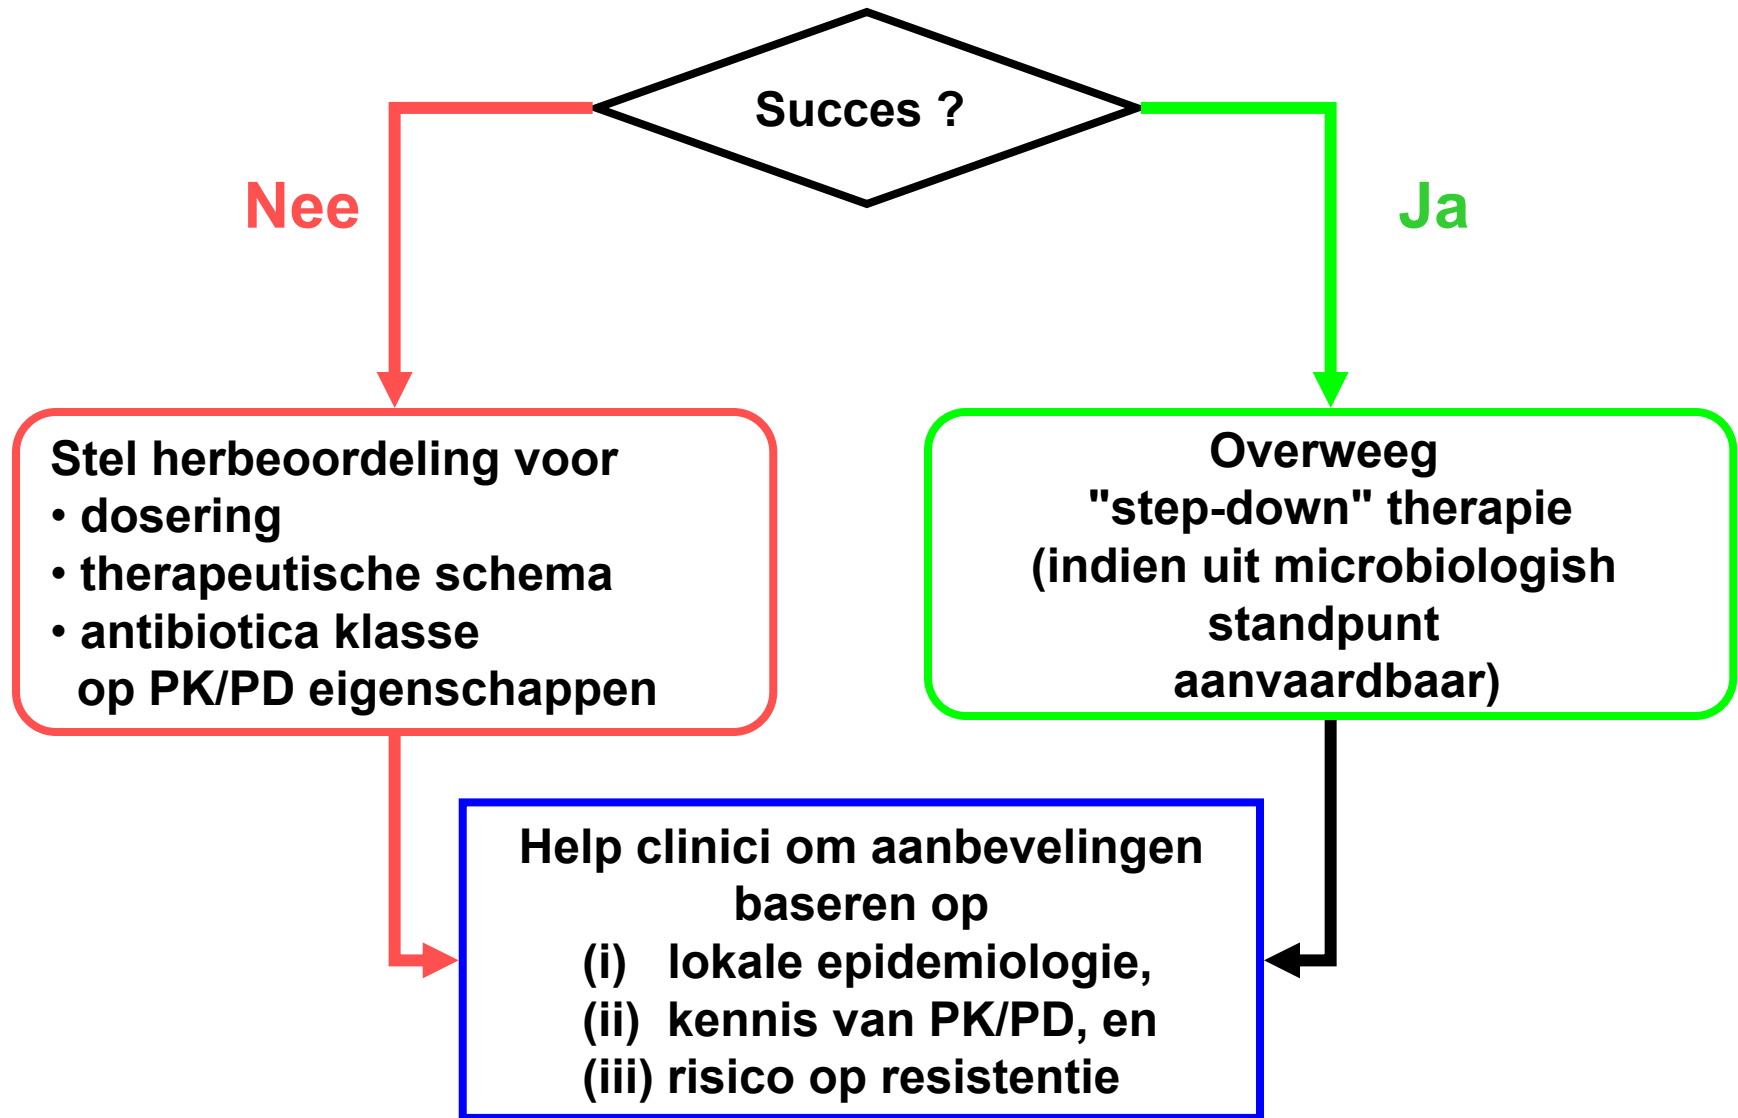 Succes ?
Nee
Ja
Stel herbeoordeling voor
• dosering
• therapeutische schema
• antibiotica klasse
op PK/PD eigenschappen
Overweeg
"step-down" therapie
(indien uit microbiologish
standpunt
aanvaardbaar)
Help clinici om aanbevelingen
baseren op
(i) lokale epidemiologie,
(ii) kennis van PK/PD, en
(iii) risico op resistentie